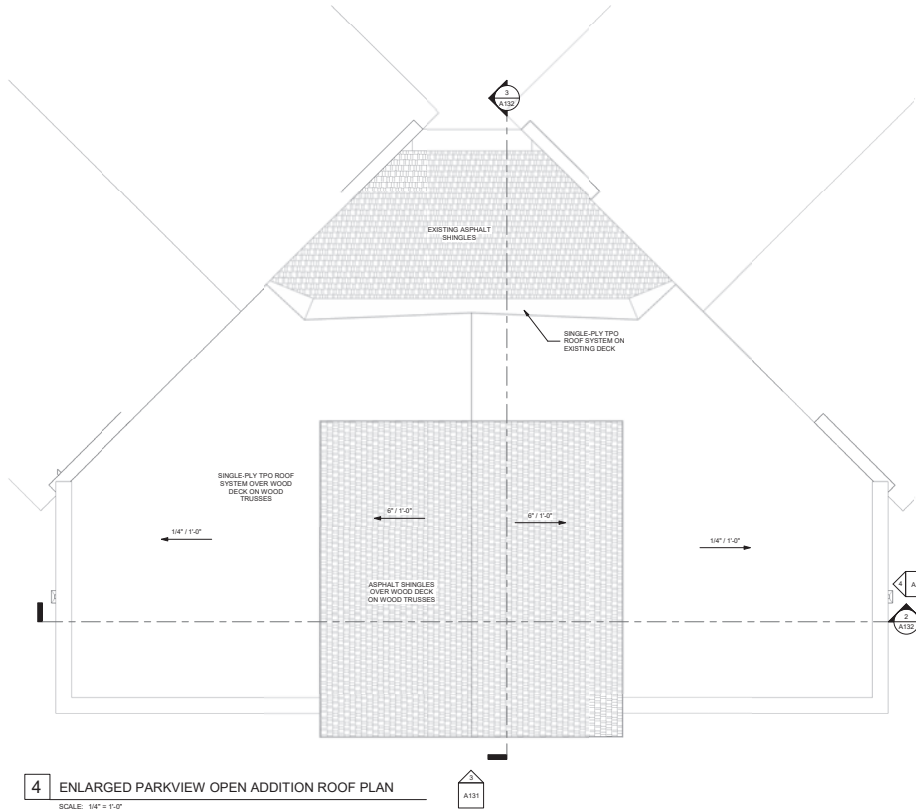 3
A132
EXISTING ASPHALT
SHINGLES
SINGLE-PLY TPO
ROOF SYSTEM ON
EXISTING DECK
SINGLE-PLY TPO ROOF
SYSTEM OVER WOOD
DECK ON WOOD
TRUSSES
6" / 1'-0"
6" / 1'-0"
1/4" / 1'-0"
1/4" / 1'-0"
ASPHALT SHINGLES
OVER WOOD DECK
ON WOOD TRUSSES
4
A
2
A132
4 ENLARGED PARKVIEW OPEN ADDITION ROOF PLAN
SCALE: 1/4" = 1'-0"
3
A131